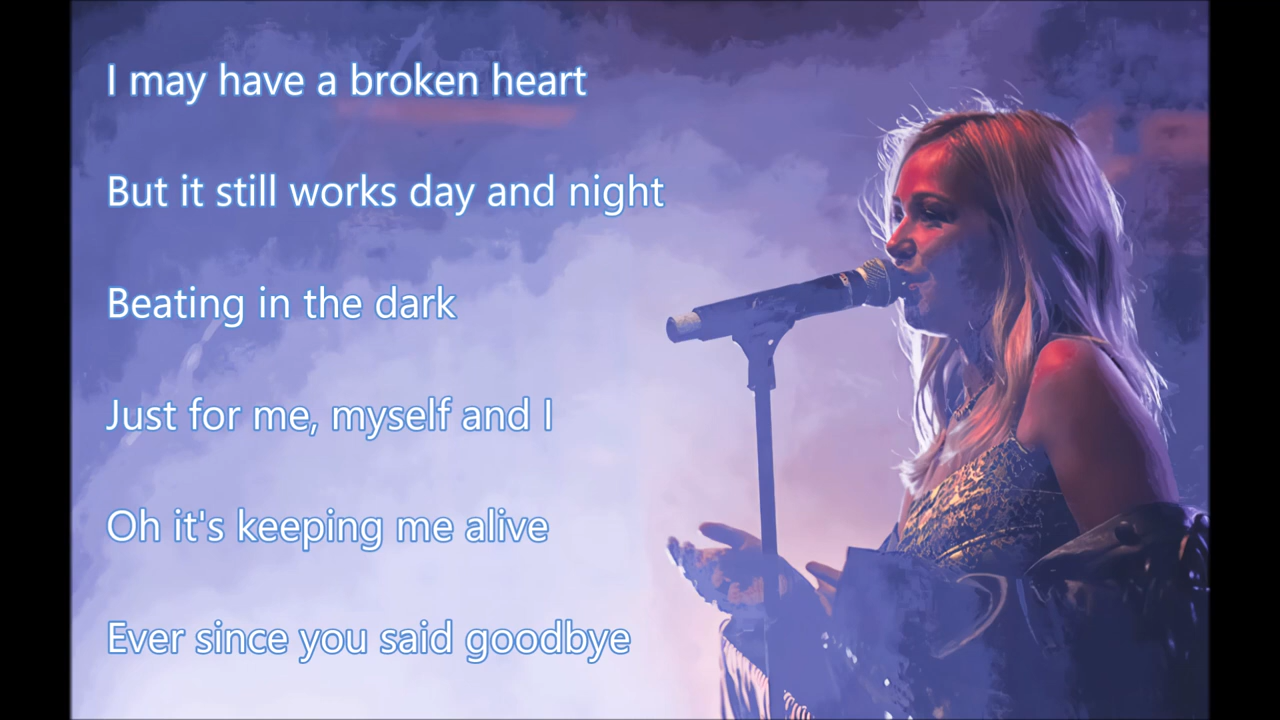 I may have a broken heart
But it still works day and night
Beating in the dark
Just for me, myself and I
Oh it's keeping me alive
Ever since you said goodbye